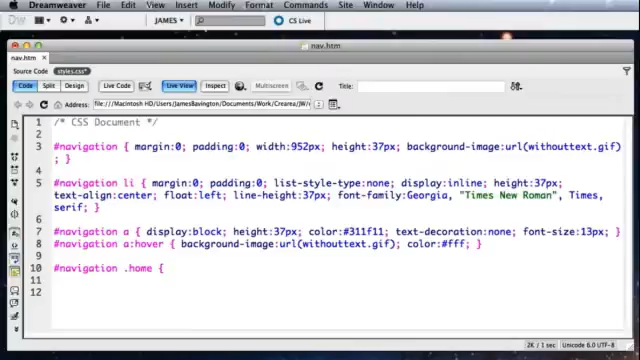 Dreamweaver File Edit View Insert Modify Format Commands Site Window Help
Dw JAMES CS Live
nav.htm
nav.htm
Source Code styles.css*
Code Split Design Live Code Live View Inspect Multiscreen Title:
Address: file:///Macintosh HD/Users/JamesBavington/Documents/Work/Crearea/JW/
1 /* CSS Document */
2
3 #navigation { margin:0; padding:0; width:952px; height:37px; background-image:url(withouttext.gif)
; }
4
5 #navigation li { margin:0; padding:0; list-style-type:none; display:inline; height:37px;
text-align:center; float:left; line-height:37px; font-family:Georgia, "Times New Roman", Times,
serif; }
6
7 #navigation a { display:block; height:37px; color:#311f11; text-decoration:none; font-size:13px; }
8 #navigation a:hover { background-image:url(withouttext.gif); color:#fff; }
9
10 #navigation .home {
11
12
2K / 1 sec Unicode 6.0 UTF-8